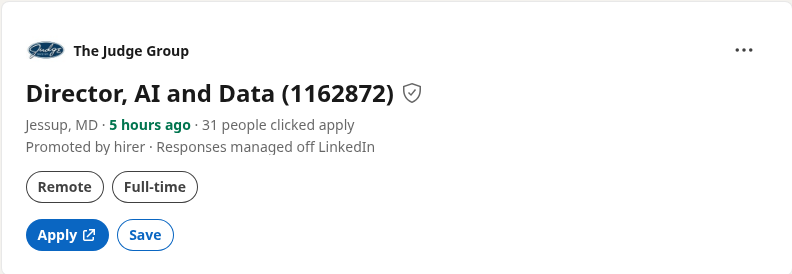 Judge
The Judge Group
Director, AI and Data (1162872)
Jessup, MD · 5 hours ago · 31 people clicked apply
Promoted by hirer · Responses managed off LinkedIn
Remote Full-time
Apply Save